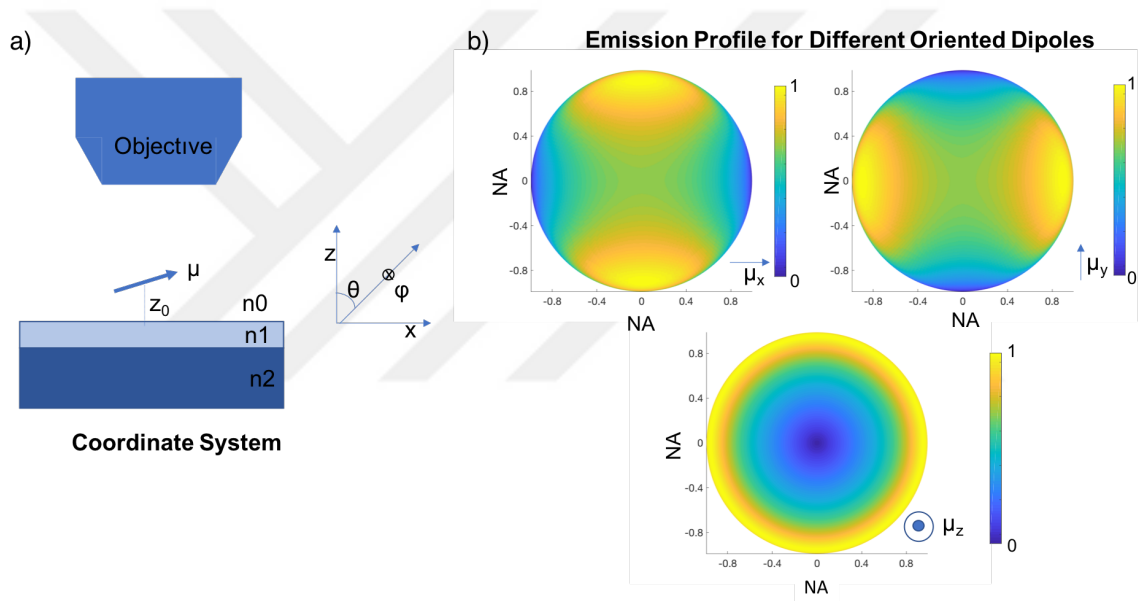 a)
Objective
μ
z0
n0
n1
n2
z
θ
φ
x
Coordinate System
b)
Emission Profile for Different Oriented Dipoles
NA
0.8
0.4
0
-0.4
-0.8
-0.8 -0.4 0 0.4 0.8
NA
1
0
μx
NA
0.8
0.4
0
-0.4
-0.8
-0.8 -0.4 0 0.4 0.8
NA
1
0
μy
NA
0.8
0.4
0
-0.4
-0.8
-0.8 -0.4 0 0.4 0.8
NA
1
0
μz